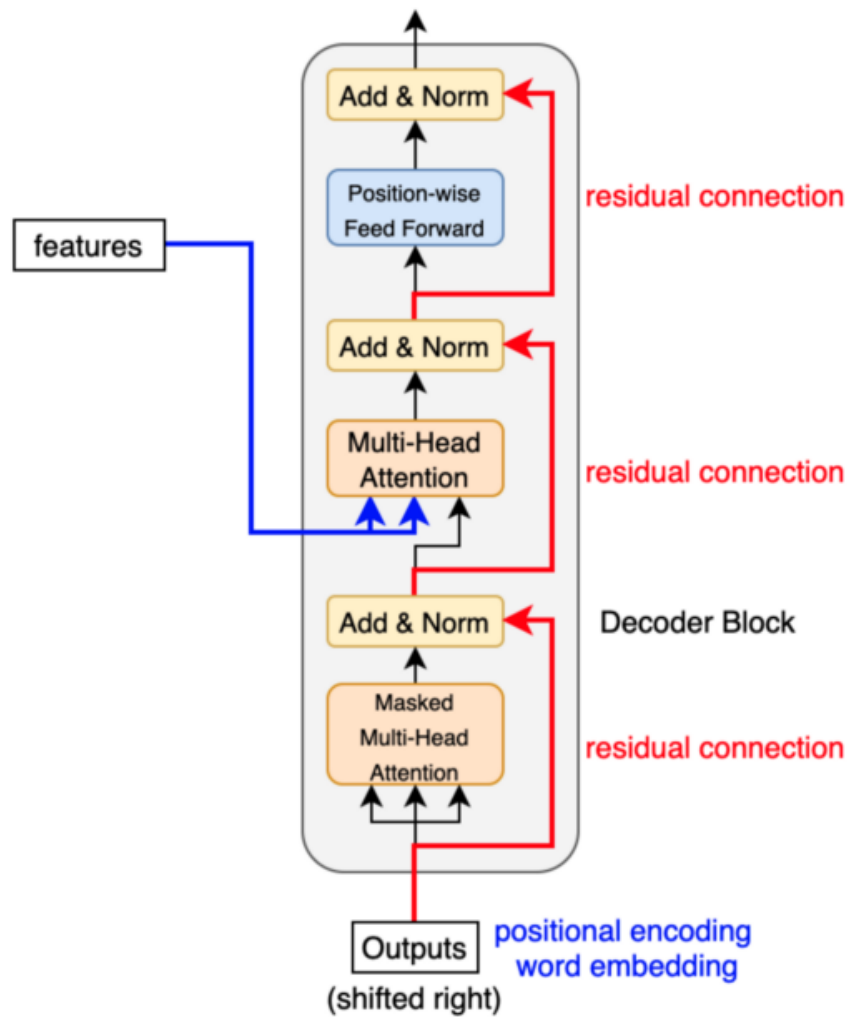 Add & Norm
Position-wise
Feed Forward
residual connection
features
Add & Norm
Multi-Head
Attention
residual connection
Add & Norm
Decoder Block
Masked
Multi-Head
Attention
residual connection
Outputs
(shifted right)
positional encoding
word embedding